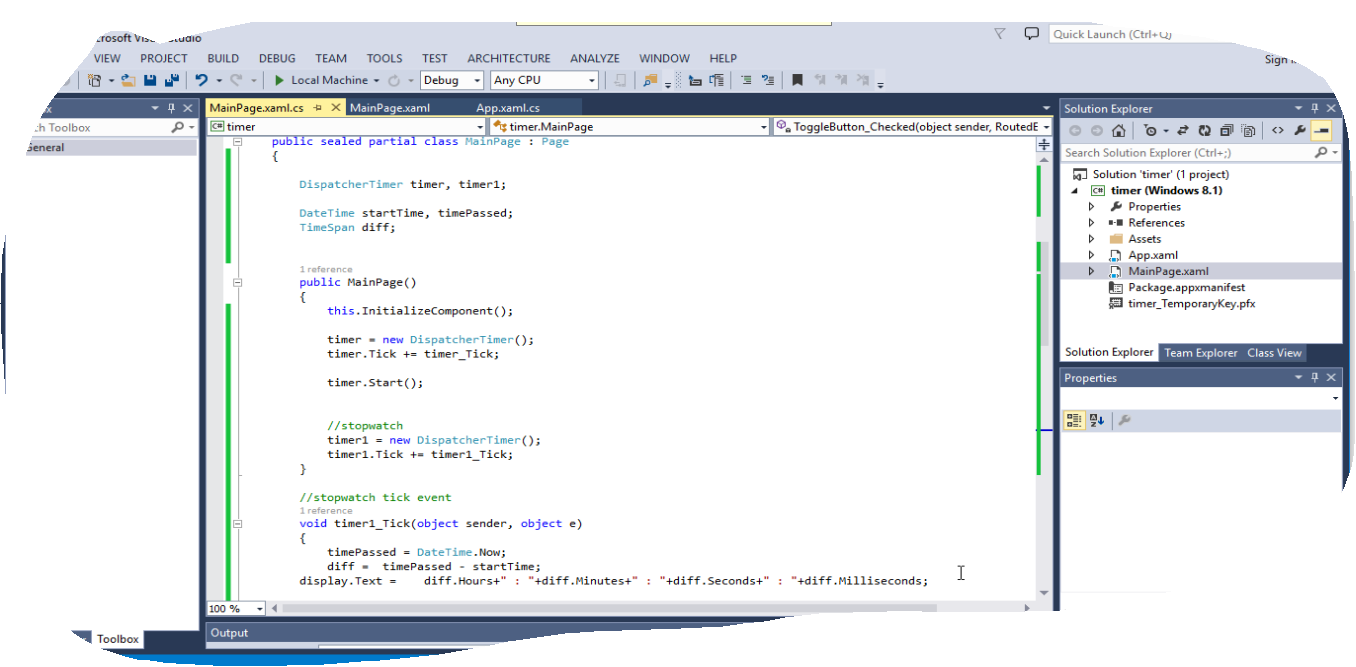 Quick Launch (Ctrl+Q)
VIEW PROJECT BUILD DEBUG TEAM TOOLS TEST ARCHITECTURE ANALYZE WINDOW HELP
Sign
Local Machine Debug Any CPU
MainPage.xaml.cs MainPage.xaml App.xaml.cs
Toolbox
General
timer timer.MainPage ToggleButton_Checked(object sender, RoutedE
public sealed partial class MainPage : Page
{
DispatcherTimer timer, timer1;
DateTime startTime, timePassed;
TimeSpan diff;
1 reference
public MainPage()
{
this.InitializeComponent();
timer = new DispatcherTimer();
timer.Tick += timer_Tick;
timer.Start();
//stopwatch
timer1 = new DispatcherTimer();
timer1.Tick += timer1_Tick;
}
//stopwatch tick event
1 reference
void timer1_Tick(object sender, object e)
{
timePassed = DateTime.Now;
diff =  timePassed - startTime;
display.Text =    diff.Hours+" : "+diff.Minutes+" : "+diff.Seconds+" : "+diff.Milliseconds;
100 %
Toolbox
Output
Solution Explorer
Search Solution Explorer (Ctrl+;)
Solution 'timer' (1 project)
C# timer (Windows 8.1)
Properties
References
Assets
App.xaml
MainPage.xaml
Package.appxmanifest
timer_TemporaryKey.pfx
Solution Explorer Team Explorer Class View
Properties